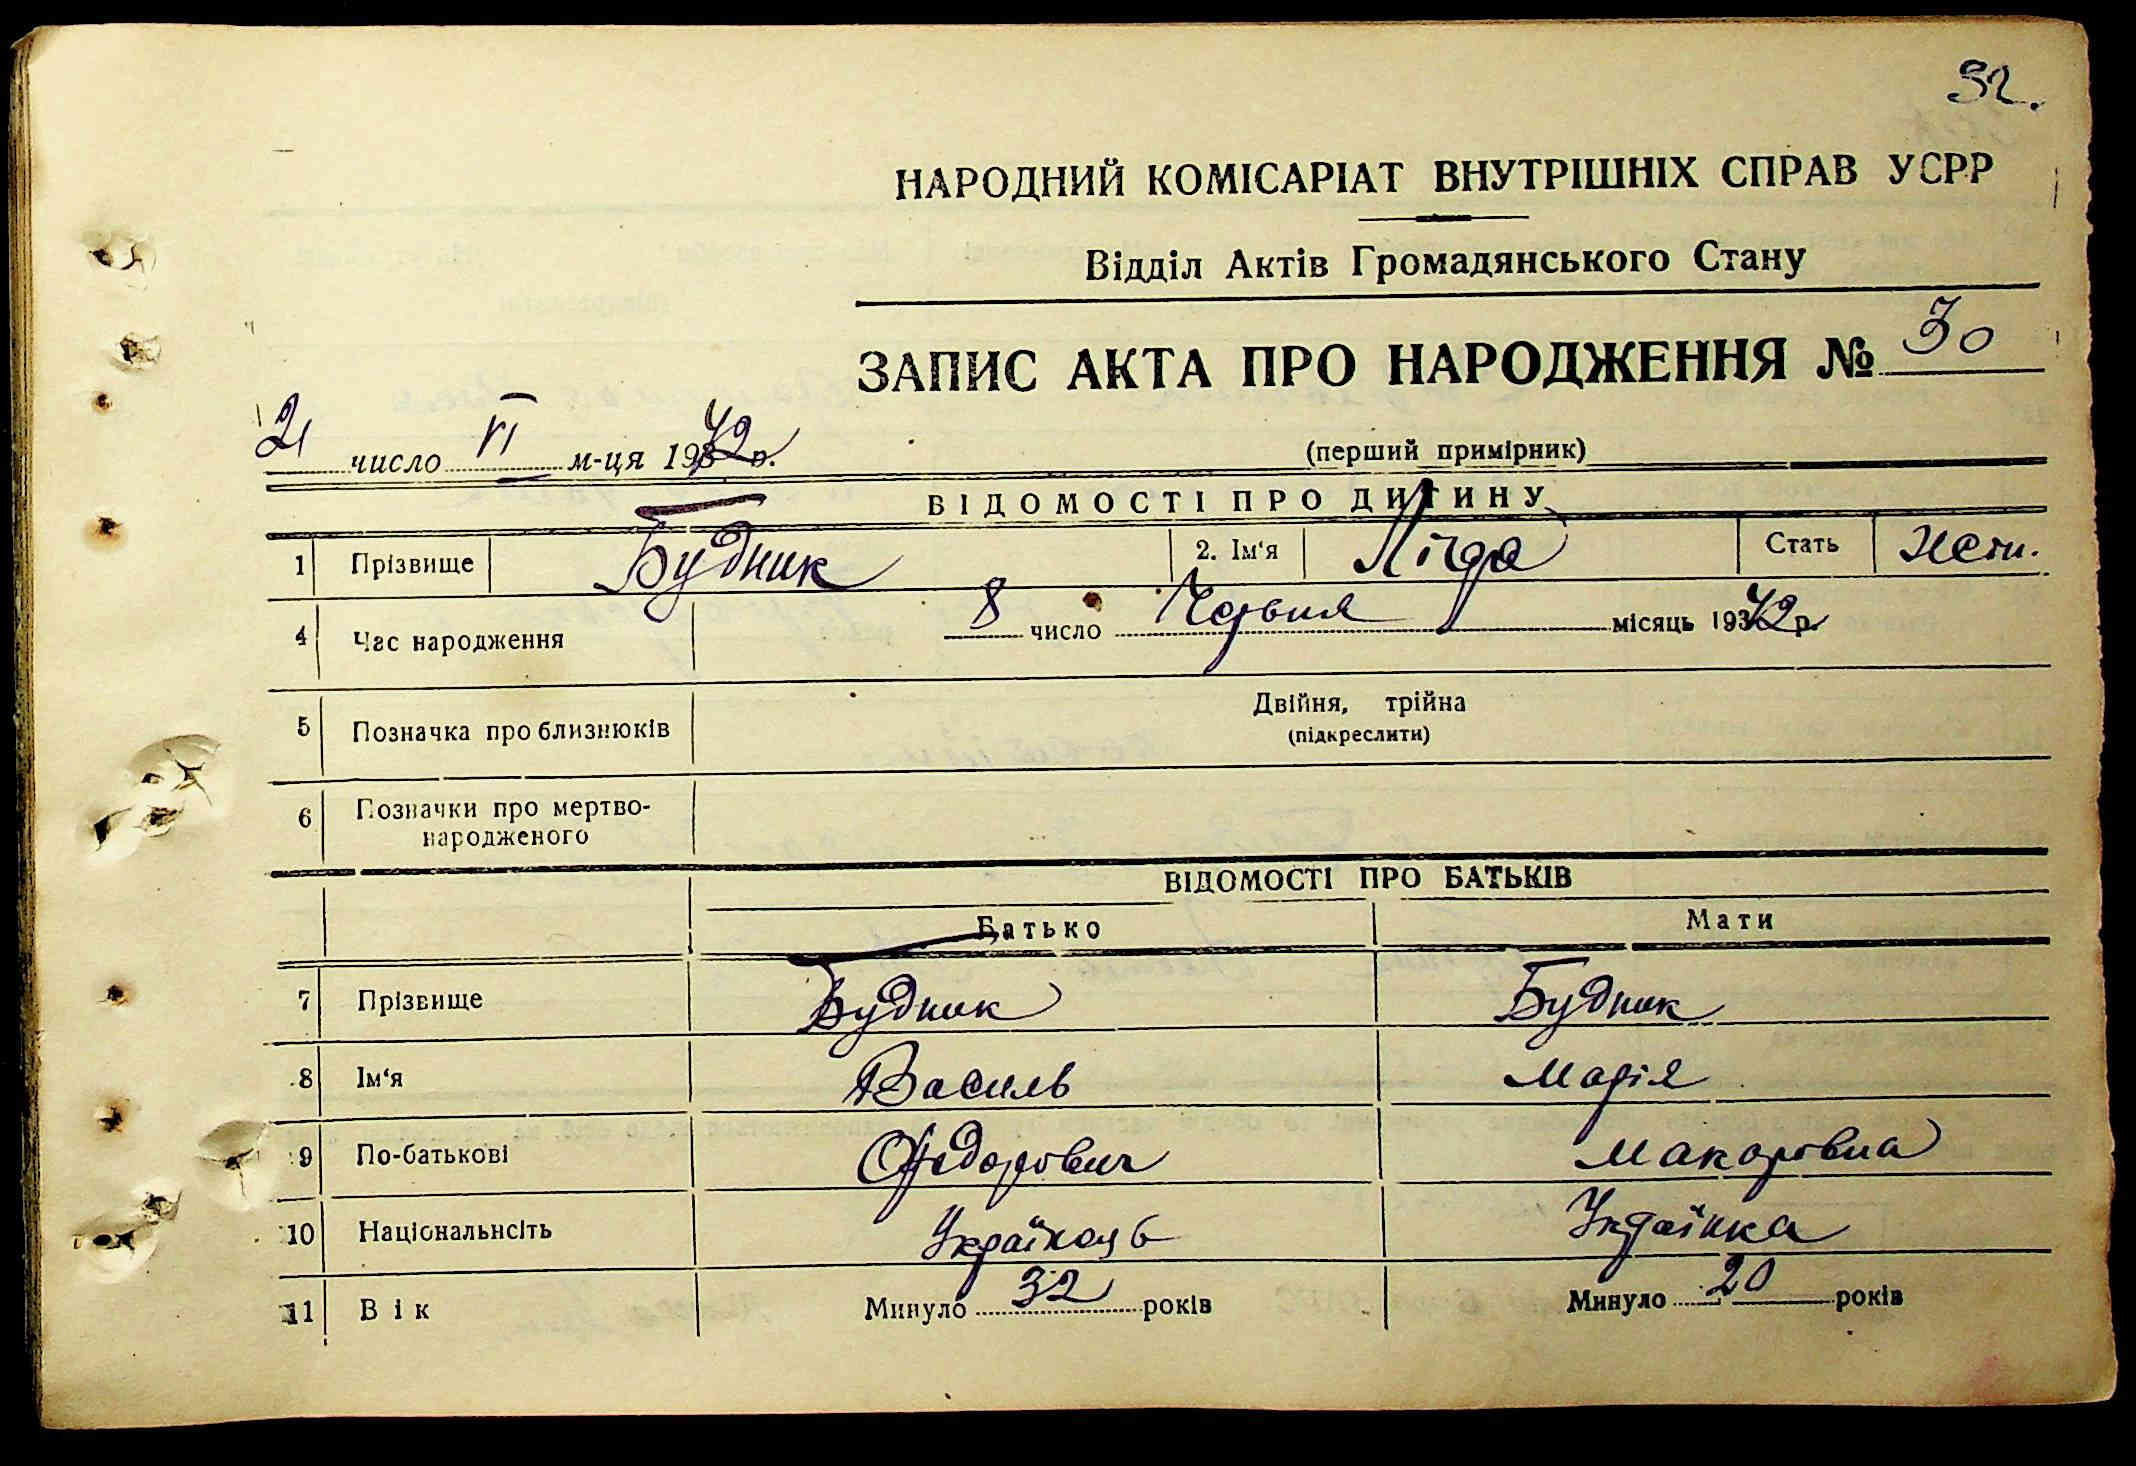 32.
НАРОДНИЙ КОМІСАРІАТ ВНУТРІШНІХ СПРАВ УСРР
Відділ Актів Громадянського Стану
ЗАПИС АКТА ПРО НАРОДЖЕННЯ № 30
21 число VI м-ця 1942 р.
(перший примірник)
ВІДОМОСТІ ПРО ДИТИНУ
1 Прізвище Будник 2. Ім'я Ліда Стать Жен.
4 Час народження 8 число Червня місяць 1942 р.
5 Позначка про близнюків Двійня, трійна
(підкреслити)
6 Позначки про мертво-
народженого
ВІДОМОСТІ ПРО БАТЬКІВ
Батько Мати
7 Прізвище Будник Будник
8 Ім'я Василь Марія
9 По-батькові Федорович Макаровна
10 Національнсіть Українець Українка
11 Вік Минуло 32 років Минуло 20 років